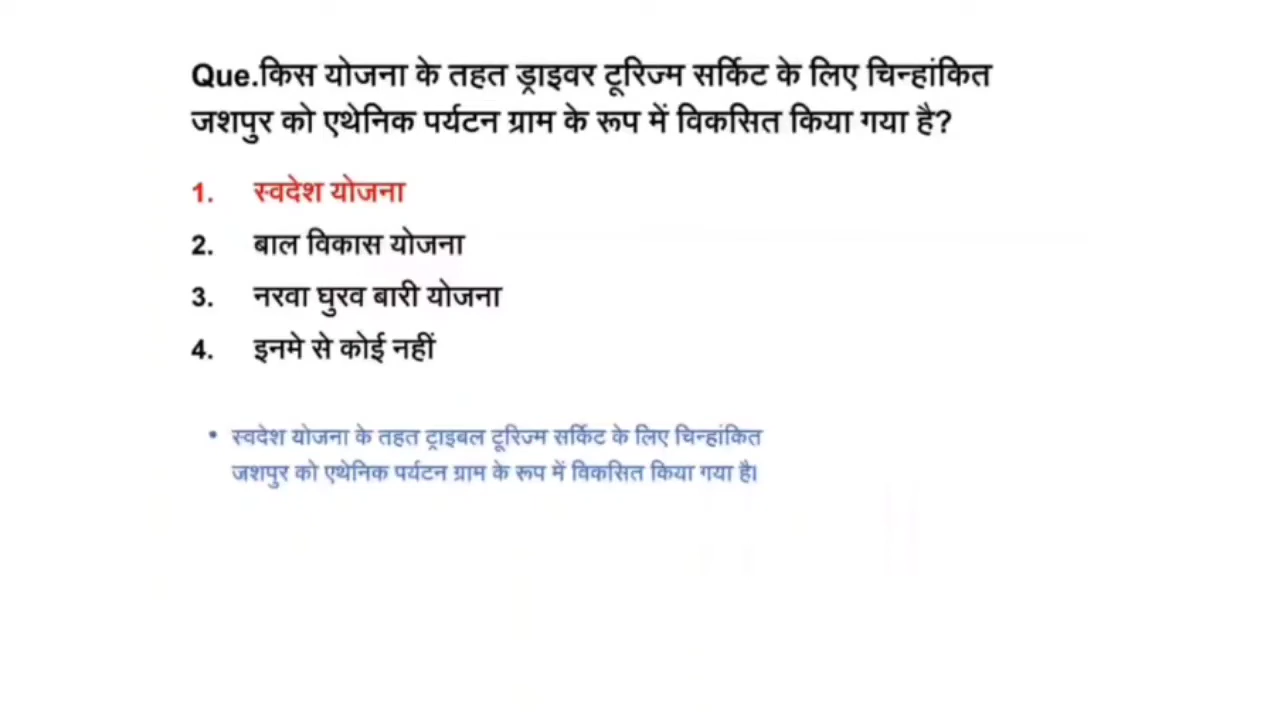 Que.किस योजना के तहत ड्राइवर टूरिज्म सर्किट के लिए चिन्हांकित
जशपुर को एथेनिक पर्यटन ग्राम के रूप में विकसित किया गया है?
1. स्वदेश योजना
2. बाल विकास योजना
3. नरवा घुरव बारी योजना
4. इनमे से कोई नहीं
• स्वदेश योजना के तहत ट्राइबल टूरिज्म सर्किट के लिए चिन्हांकित
जशपुर को एथेनिक पर्यटन ग्राम के रूप में विकसित किया गया है।